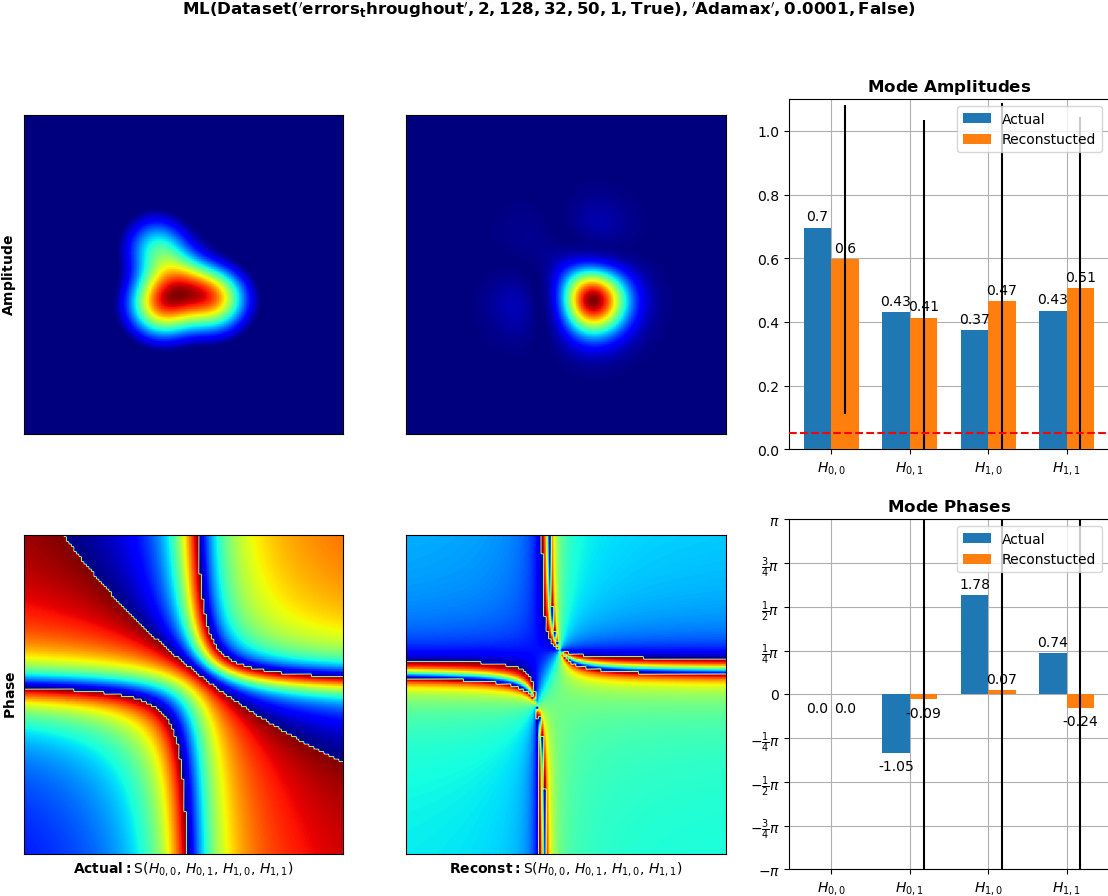 ML(Dataset('errors_throughout', 2, 128, 32, 50, 1, True), 'Adamax', 0.0001, False)
Amplitude
Mode Amplitudes
Actual
Reconstucted
1.0
0.8
0.6
0.4
0.2
0.0
0.7
0.6
0.43
0.41
0.37
0.47
0.43
0.51
H0,0
H0,1
H1,0
H1,1
Phase
Actual: S(H0,0, H0,1, H1,0, H1,1)
Reconst: S(H0,0, H0,1, H1,0, H1,1)
Mode Phases
Actual
Reconstucted
π
3/4π
1/2π
1/4π
0
−1/4π
−1/2π
−3/4π
−π
0.0
0.0
-1.05
-0.09
1.78
0.07
0.74
-0.24
H0,0
H0,1
H1,0
H1,1